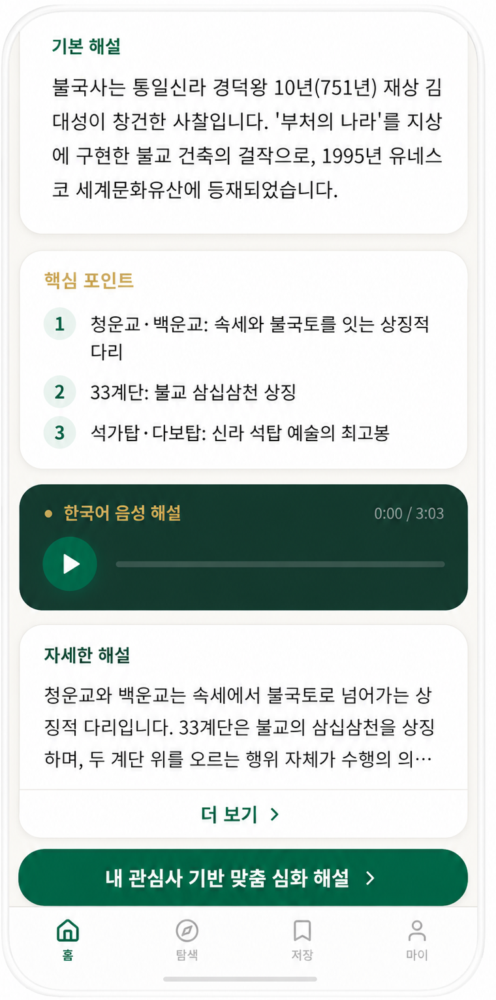 기본 해설
불국사는 통일신라 경덕왕 10년(751년) 재상 김
대성이 창건한 사찰입니다. '부처의 나라'를 지상
에 구현한 불교 건축의 걸작으로, 1995년 유네스
코 세계문화유산에 등재되었습니다.
핵심 포인트
1 청운교·백운교: 속세와 불국토를 잇는 상징적
다리
2 33계단: 불교 삼십삼천 상징
3 석가탑·다보탑: 신라 석탑 예술의 최고봉
한국어 음성 해설 0:00 / 3:03
자세한 해설
청운교와 백운교는 속세에서 불국토로 넘어가는 상
징적 다리입니다. 33계단은 불교의 삼십삼천을 상징
하며, 두 계단 위를 오르는 행위 자체가 수행의 의…
더 보기
내 관심사 기반 맞춤 심화 해설
홈 탐색 저장 마이